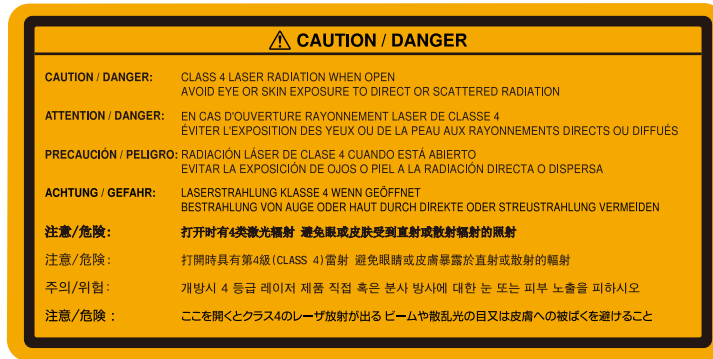 ⚠ CAUTION / DANGER
CAUTION / DANGER: CLASS 4 LASER RADIATION WHEN OPEN
AVOID EYE OR SKIN EXPOSURE TO DIRECT OR SCATTERED RADIATION
ATTENTION / DANGER: EN CAS D'OUVERTURE RAYONNEMENT LASER DE CLASSE 4
ÉVITER L'EXPOSITION DES YEUX OU DE LA PEAU AUX RAYONNEMENTS DIRECTS OU DIFFUÉS
PRECAUCIÓN / PELIGRO: RADIACIÓN LÁSER DE CLASE 4 CUANDO ESTÁ ABIERTO
EVITAR LA EXPOSICIÓN DE OJOS O PIEL A LA RADIACIÓN DIRECTA O DISPERSA
ACHTUNG / GEFAHR: LASERSTRAHLUNG KLASSE 4 WENN GEÖFFNET
BESTRAHLUNG VON AUGE ODER HAUT DURCH DIREKTE ODER STREUSTRAHLUNG VERMEIDEN
注意/危险: 打开时有4类激光辐射 避免眼或皮肤受到直射或散射辐射的照射
注意/危險: 打開時具有第4級(CLASS 4)雷射 避免眼睛或皮膚暴露於直射或散射的輻射
주의/위험: 개방시 4 등급 레이저 제품 직접 혹은 분사 방사에 대한 눈 또는 피부 노출을 피하시오
注意/危険 : ここを開くとクラス4のレーザ放射が出る ビームや散乱光の目又は皮膚への被ばくを避けること